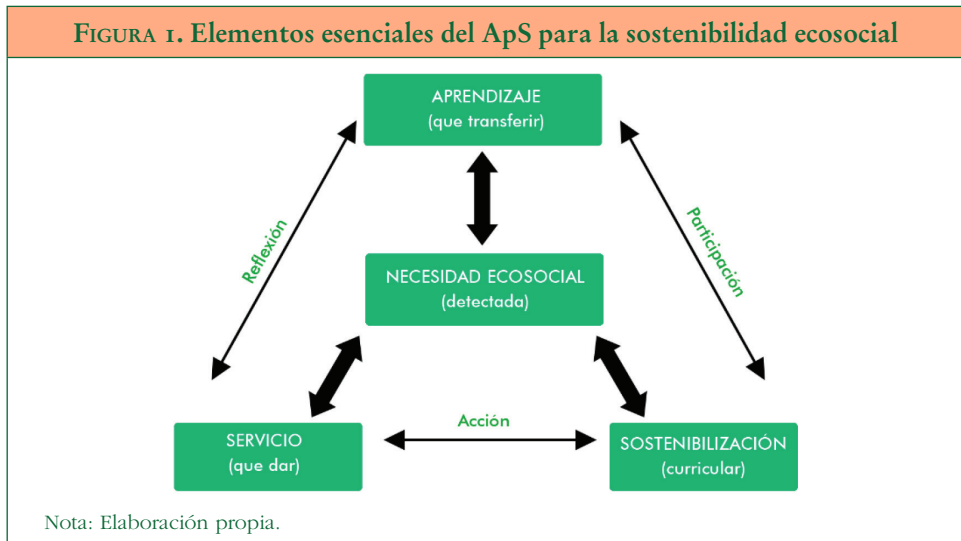 FIGURA 1. Elementos esenciales del ApS para la sostenibilidad ecosocial
APRENDIZAJE
(que transferir)
Reflexión
Participación
NECESIDAD ECOSOCIAL
(detectada)
Acción
SERVICIO
(que dar)
SOSTENIBILIZACIÓN
(curricular)
Nota: Elaboración propia.